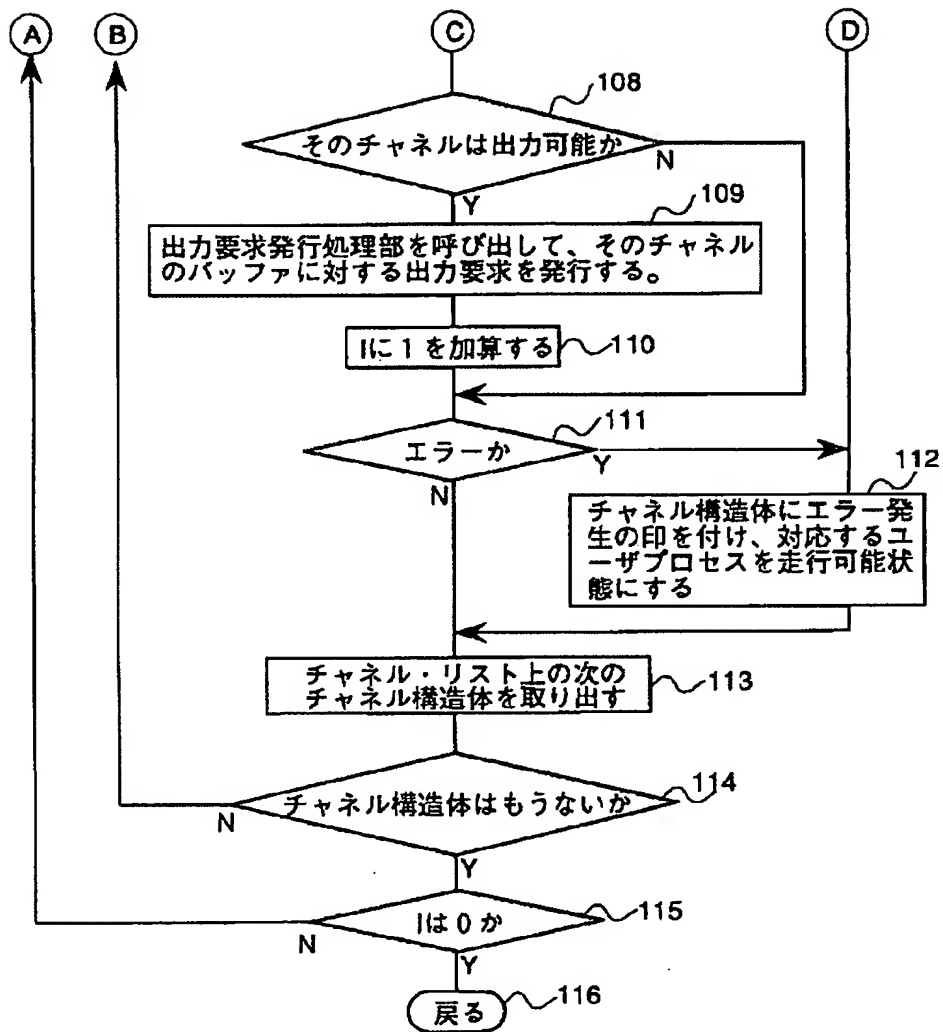 A
B
C
D
108
そのチャネルは出力可能か
N
Y
109
出力要求発行処理部を呼び出して、そのチャネル
のバッファに対する出力要求を発行する。
Iに1を加算する
110
111
エラーか
Y
N
112
チャネル構造体にエラー発
生の印を付け、対応するユ
ーザプロセスを走行可能状
態にする
チャネル・リスト上の次の
チャネル構造体を取り出す
113
114
チャネル構造体はもうないか
N
Y
Iは0か
115
N
Y
戻る
116